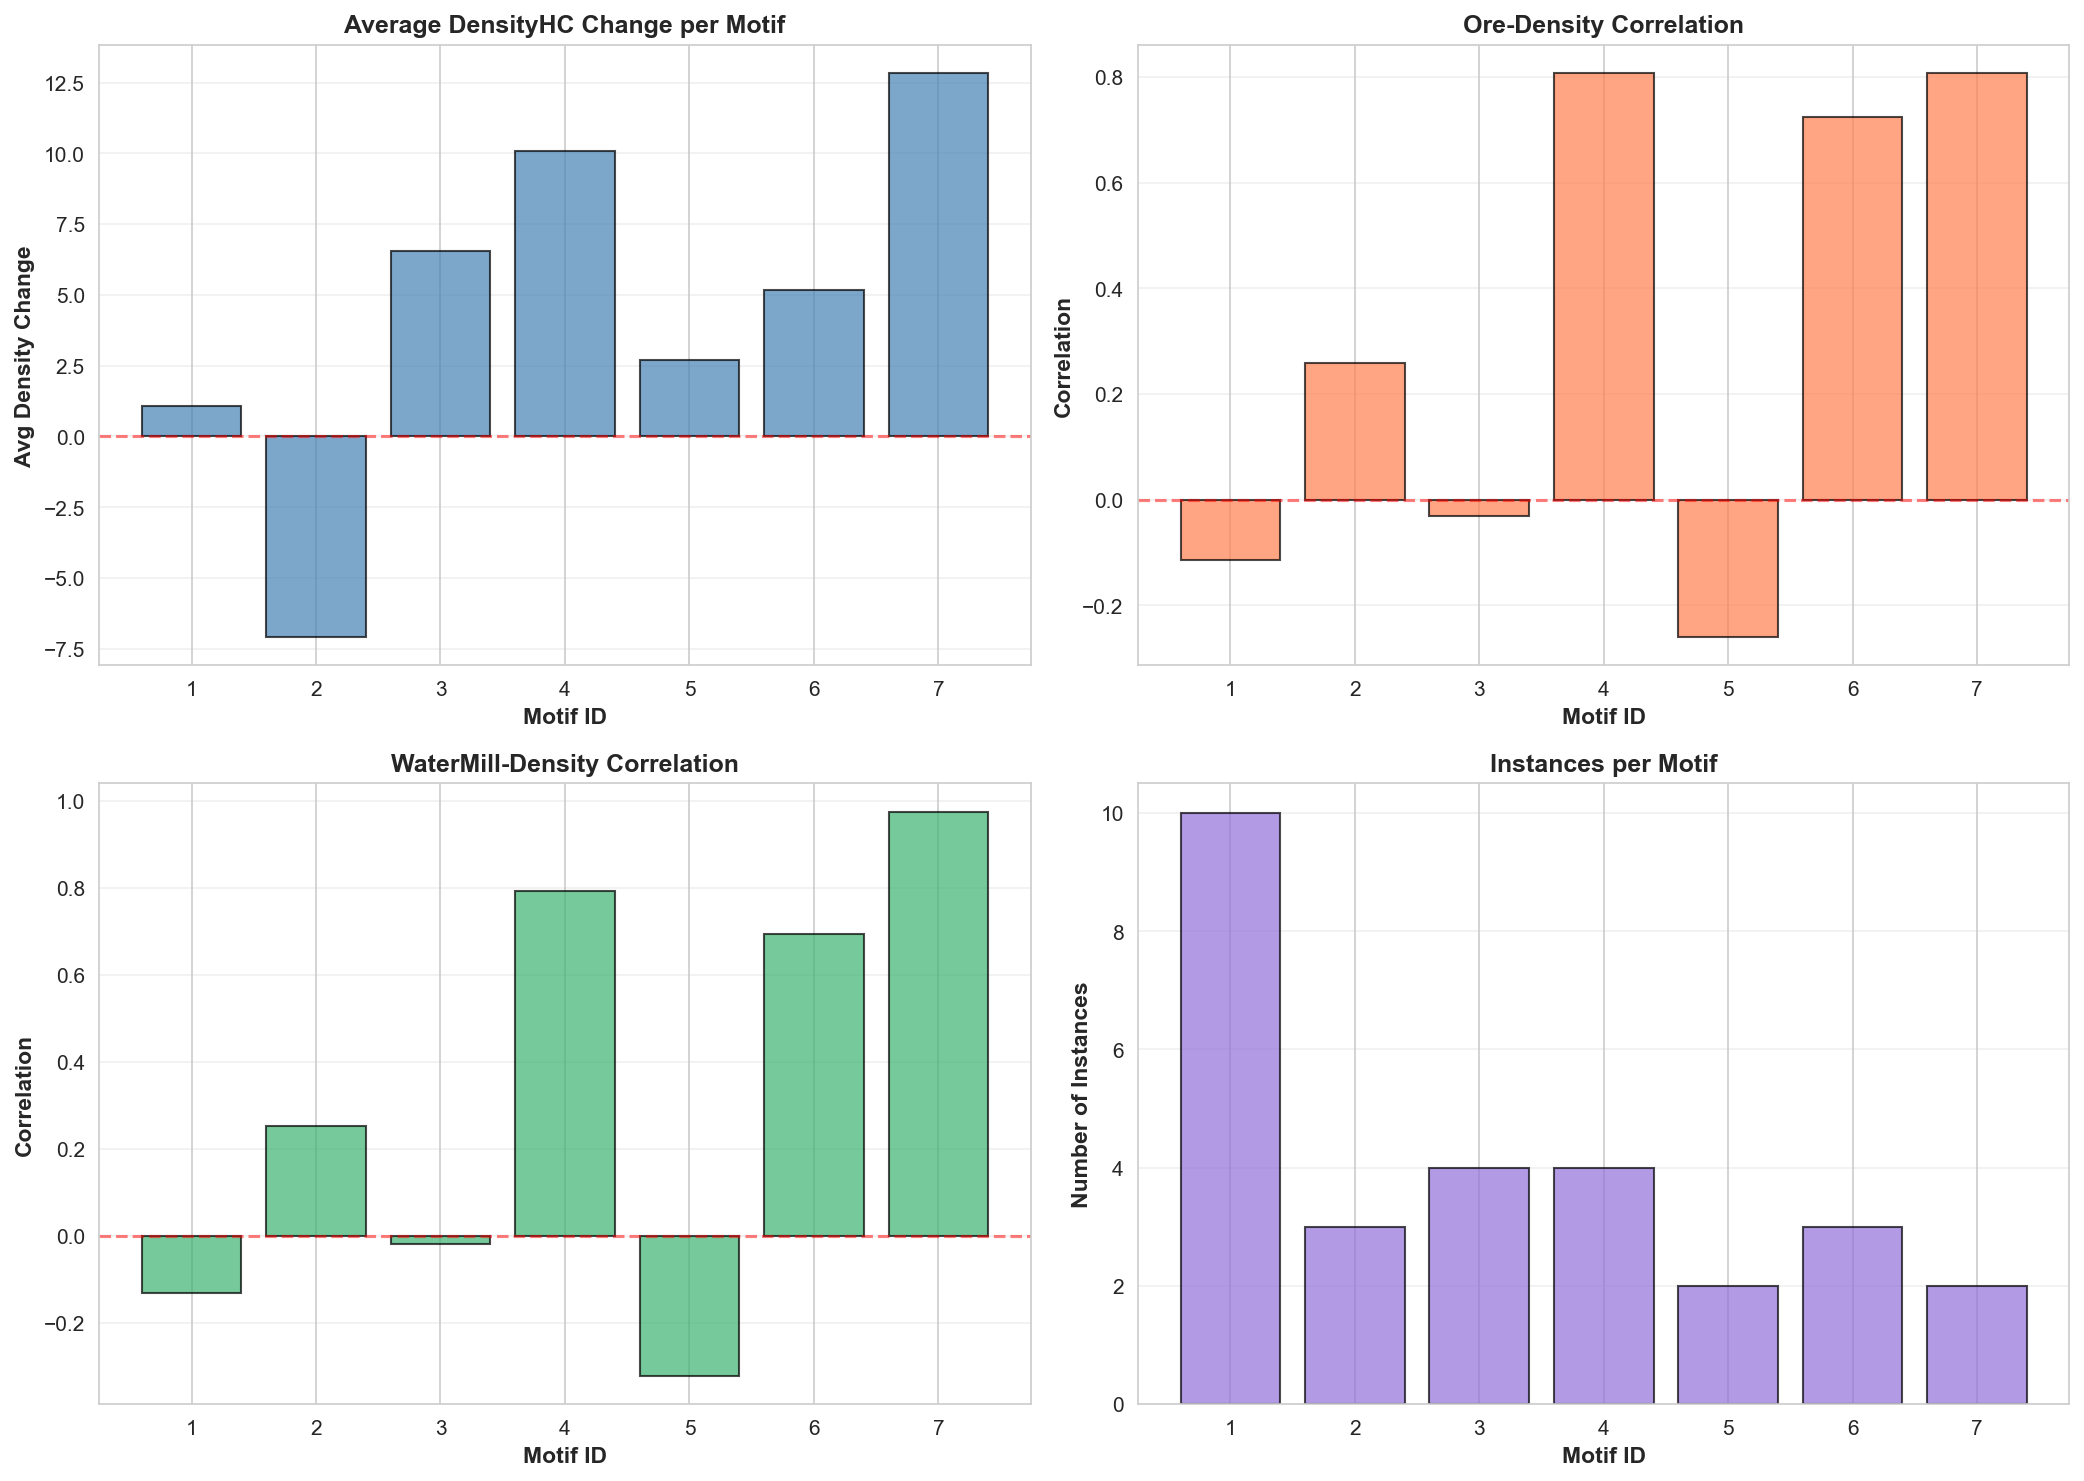 Average DensityHC Change per Motif
Avg Density Change
12.5
10.0
7.5
5.0
2.5
0.0
−2.5
−5.0
−7.5
1 2 3 4 5 6 7
Motif ID
Ore-Density Correlation
Correlation
0.8
0.6
0.4
0.2
0.0
−0.2
1 2 3 4 5 6 7
Motif ID
WaterMill-Density Correlation
Correlation
1.0
0.8
0.6
0.4
0.2
0.0
−0.2
1 2 3 4 5 6 7
Motif ID
Instances per Motif
Number of Instances
10
8
6
4
2
0
1 2 3 4 5 6 7
Motif ID